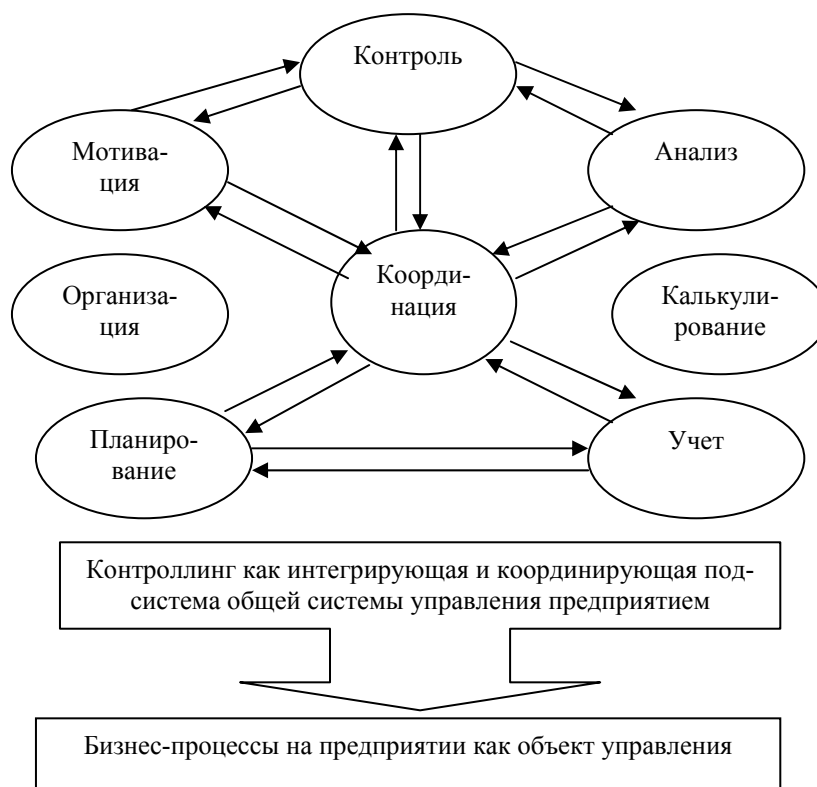 Контроль
Мотива-
ция
Анализ
Коорди-
нация
Организа-
ция
Калькули-
рование
Планиро-
вание
Учет
Контроллинг как интегрирующая и координирующая под-
система общей системы управления предприятием
Бизнес-процессы на предприятии как объект управления